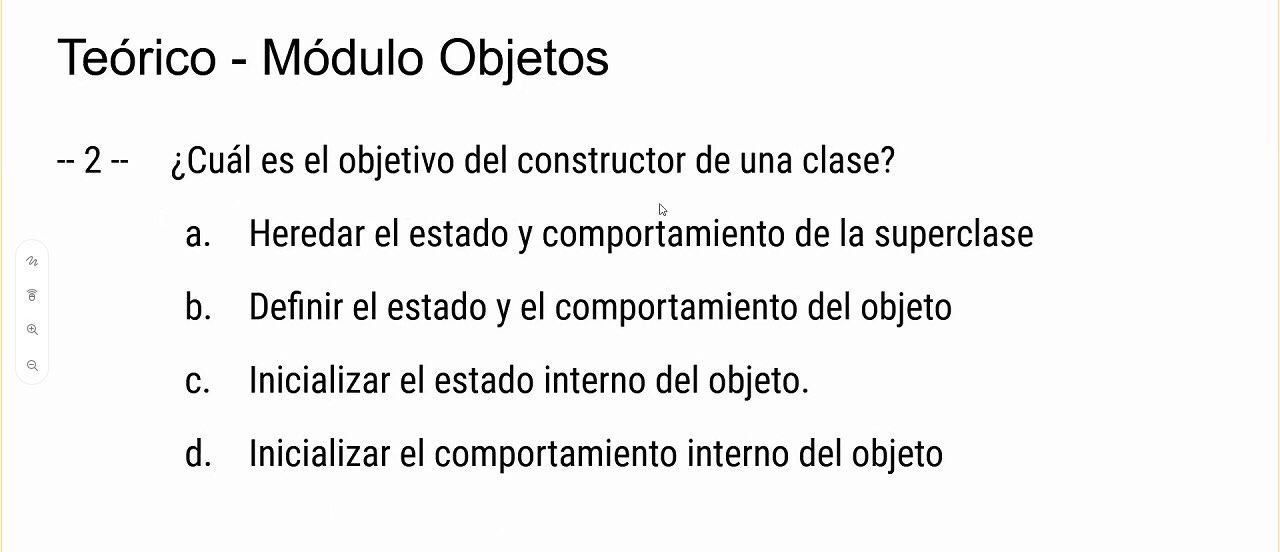 Teórico - Módulo Objetos
-- 2 -- ¿Cuál es el objetivo del constructor de una clase?
a. Heredar el estado y comportamiento de la superclase
b. Definir el estado y el comportamiento del objeto
c. Inicializar el estado interno del objeto.
d. Inicializar el comportamiento interno del objeto